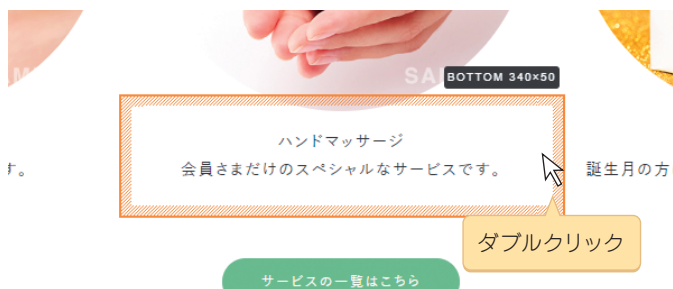 SA
BOTTOM 340×50
ハンドマッサージ
す。
会員さまだけのスペシャルなサービスです。
誕生月の方
ダブルクリック
サービスの一覧はこちら